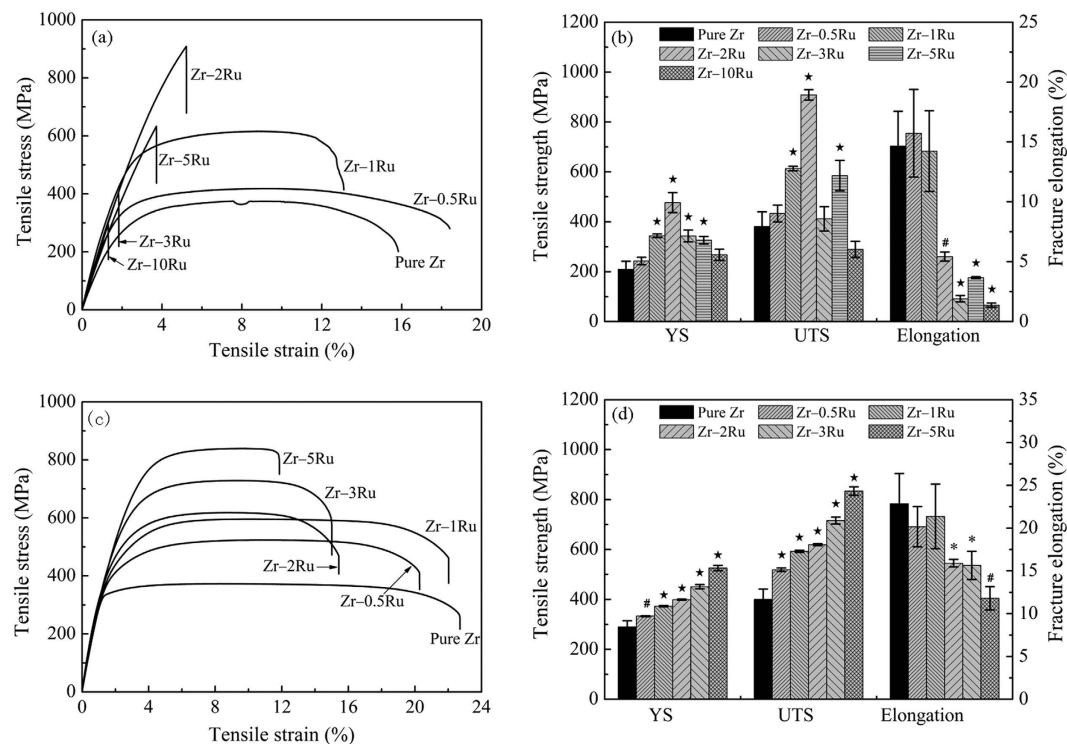 (a)
1000
800
600
400
200
0
Tensile stress (MPa)
Zr–2Ru
Zr–5Ru
Zr–1Ru
Zr–0.5Ru
Zr–3Ru
Zr–10Ru
Pure Zr
0 4 8 12 16 20
Tensile strain (%)
(b)
Pure Zr Zr–0.5Ru Zr–1Ru
Zr–2Ru Zr–3Ru Zr–5Ru
Zr–10Ru
1200
1000
800
600
400
200
0
Tensile strength (MPa)
★ ★ ★ ★
★ ★ ★
# ★ ★ ★
25
20
15
10
5
0
Fracture elongation (%)
YS UTS Elongation
(c)
1000
800
600
400
200
0
Tensile stress (MPa)
Zr–5Ru
Zr–3Ru
Zr–1Ru
Zr–2Ru
Zr–0.5Ru
Pure Zr
0 4 8 12 16 20 24
Tensile strain (%)
(d)
Pure Zr Zr–0.5Ru Zr–1Ru
Zr–2Ru Zr–3Ru Zr–5Ru
1200
1000
800
600
400
200
0
Tensile strength (MPa)
# ★ ★ ★ ★
★ ★ ★ ★ ★
* * #
35
30
25
20
15
10
5
0
Fracture elongation (%)
YS UTS Elongation